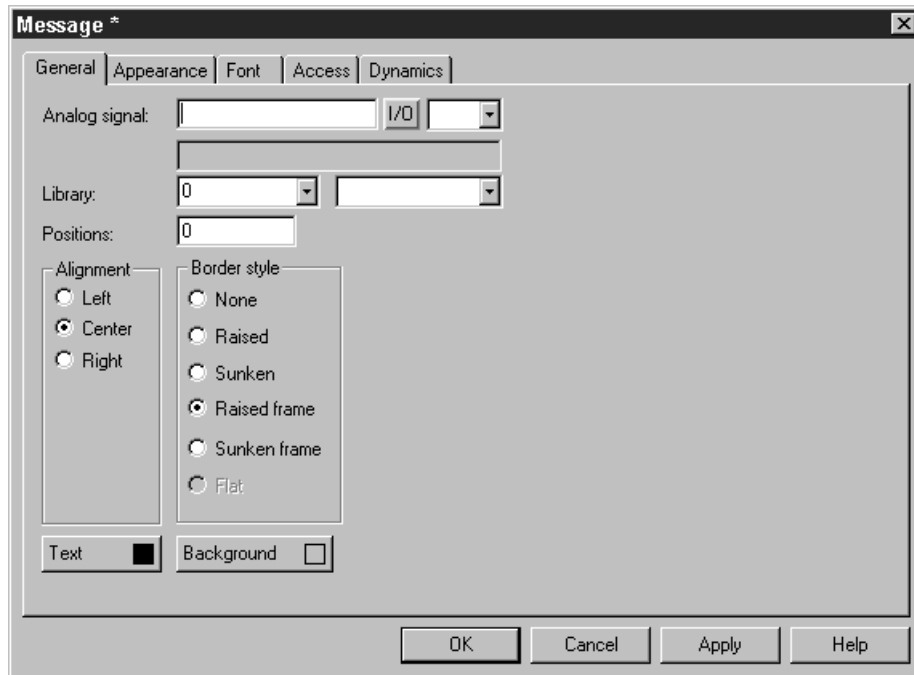 Message *
General Appearance Font Access Dynamics
Analog signal: I/O
Library: 0
Positions: 0
Alignment Border style
Left None
Center Raised
Right Sunken
Raised frame
Sunken frame
Flat
Text Background
OK Cancel Apply Help